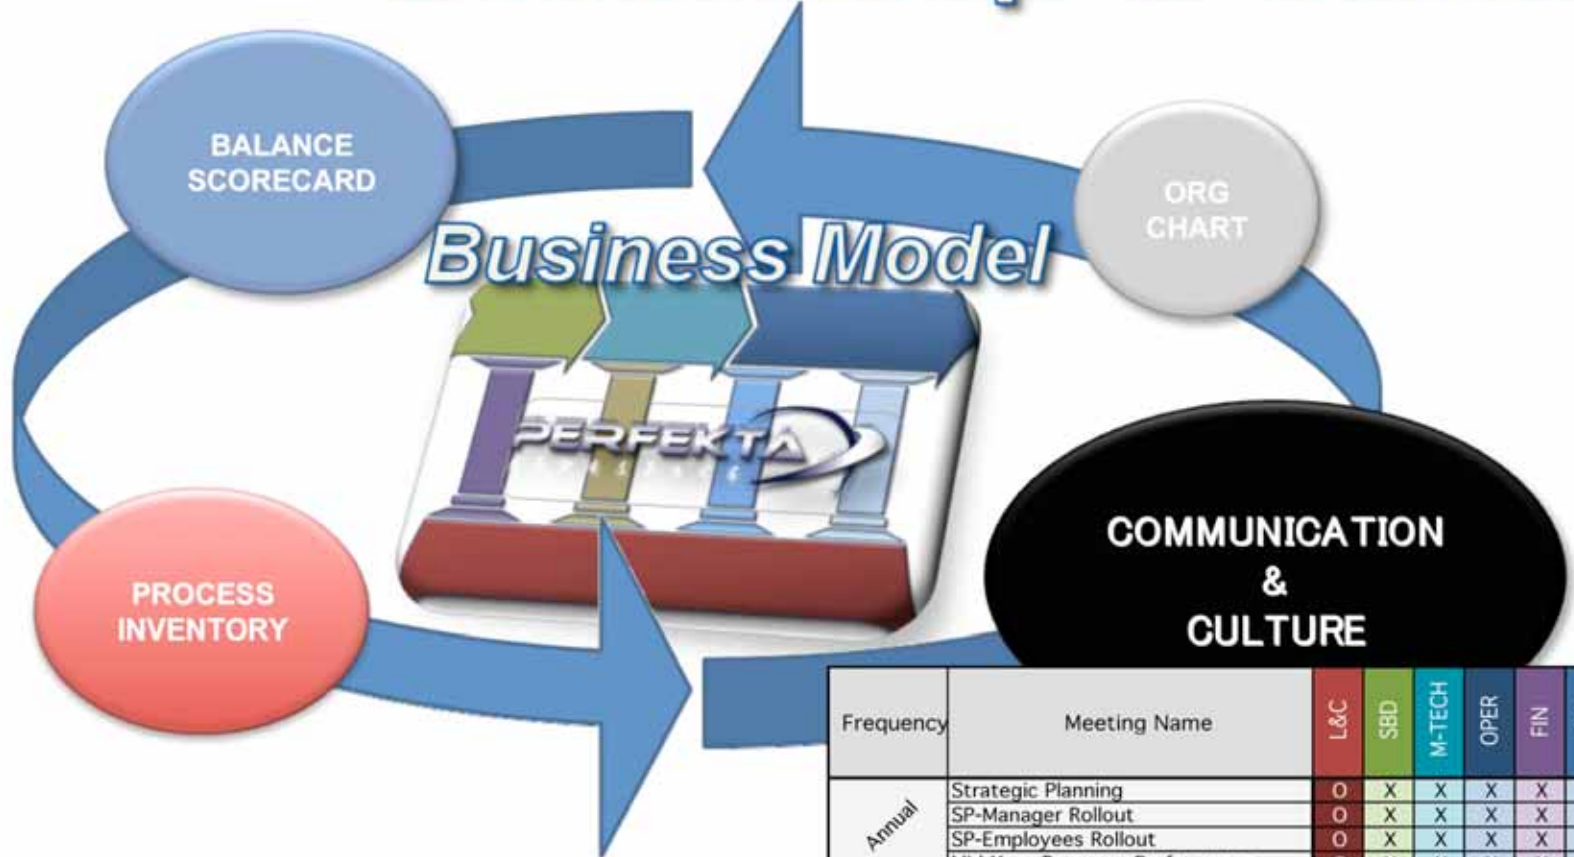 BALANCE
SCORECARD
ORG
CHART
Business Model
PERFEKTA
PROCESS
INVENTORY
COMMUNICATION
&
CULTURE
Frequency Meeting Name L&C SBD M-TECH OPER FIN
Annual
Strategic Planning O X X X X
SP-Manager Rollout O X X X X
SP-Employees Rollout O X X X X